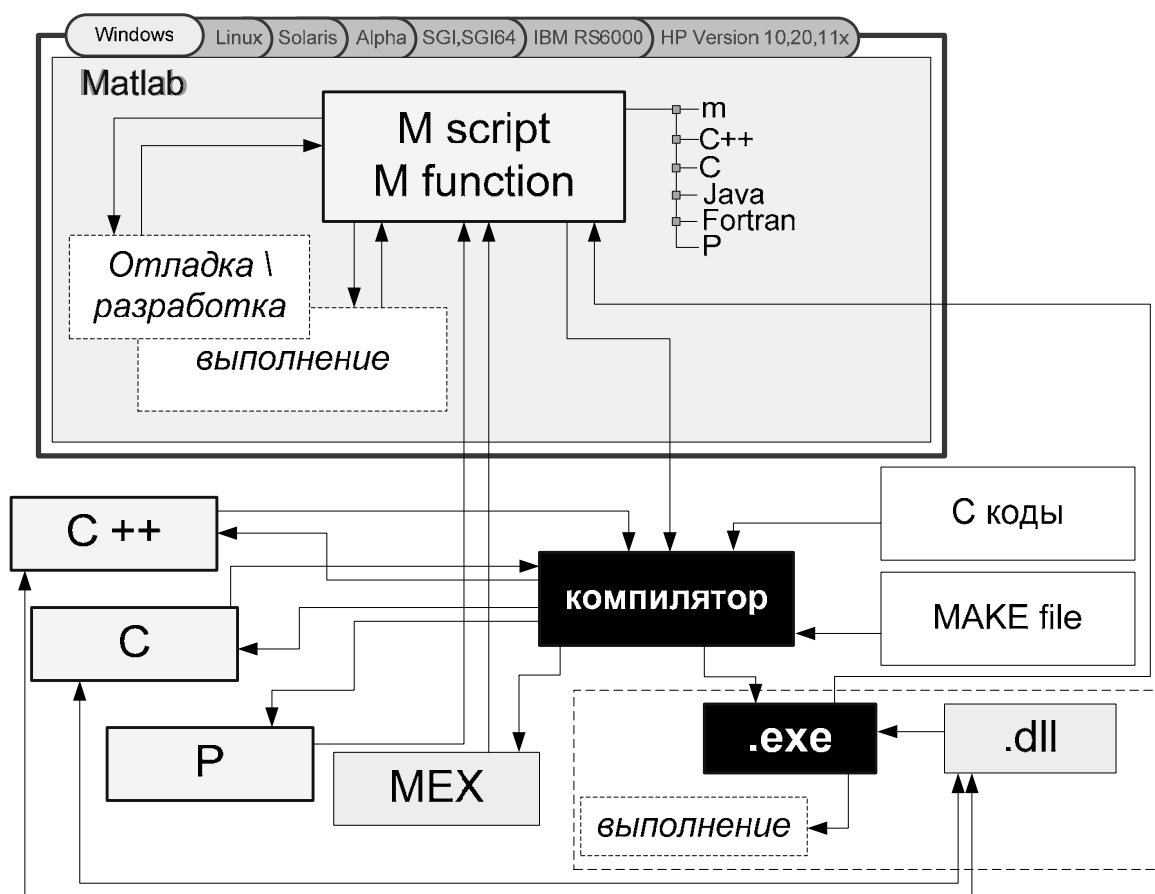 Windows Linux Solaris Alpha SGI,SGI64 IBM RS6000 HP Version 10,20,11x
Matlab
M script
M function
m
C++
C
Java
Fortran
P
Отладка \
разработка
выполнение
C ++
C
P
MEX
компилятор
С коды
MAKE file
.exe
.dll
выполнение